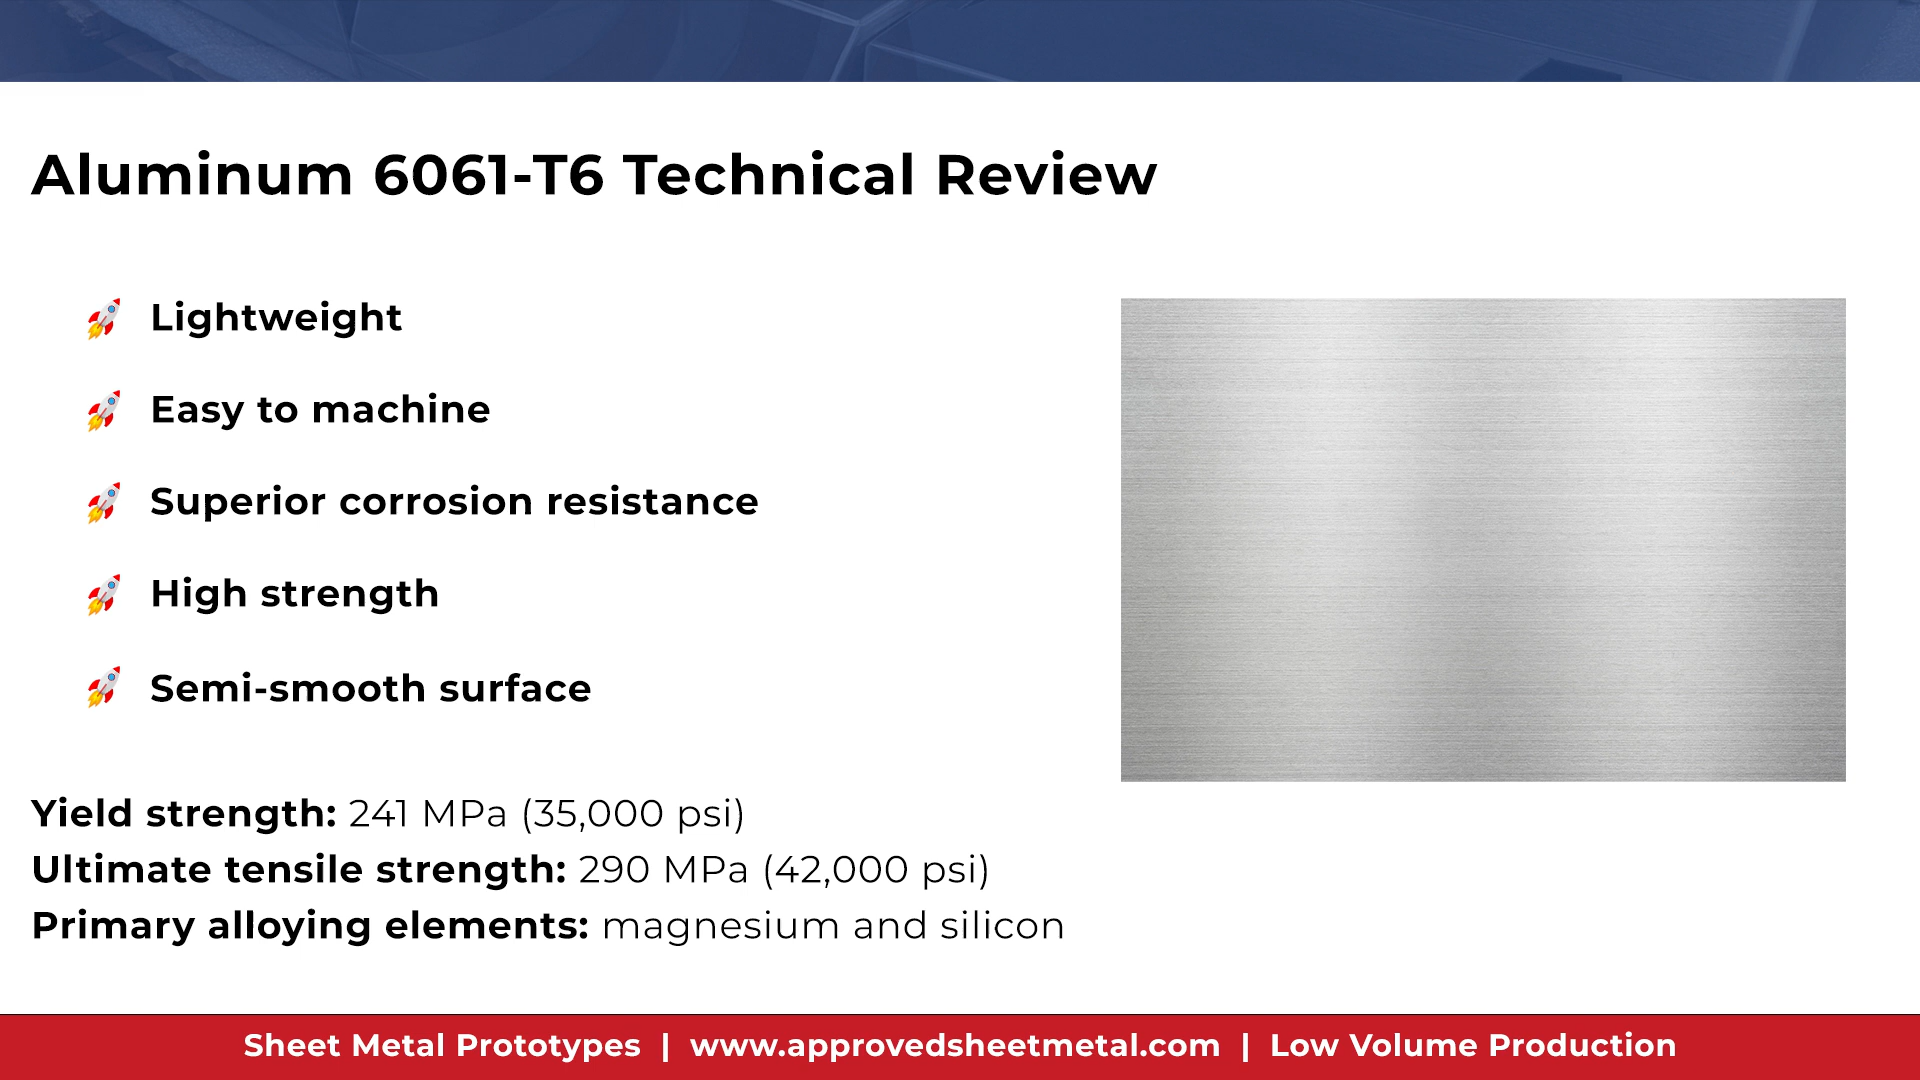 Aluminum 6061-T6 Technical Review
🚀 Lightweight
🚀 Easy to machine
🚀 Superior corrosion resistance
🚀 High strength
🚀 Semi-smooth surface
Yield strength: 241 MPa (35,000 psi)
Ultimate tensile strength: 290 MPa (42,000 psi)
Primary alloying elements: magnesium and silicon
Sheet Metal Prototypes | www.approvedsheetmetal.com | Low Volume Production